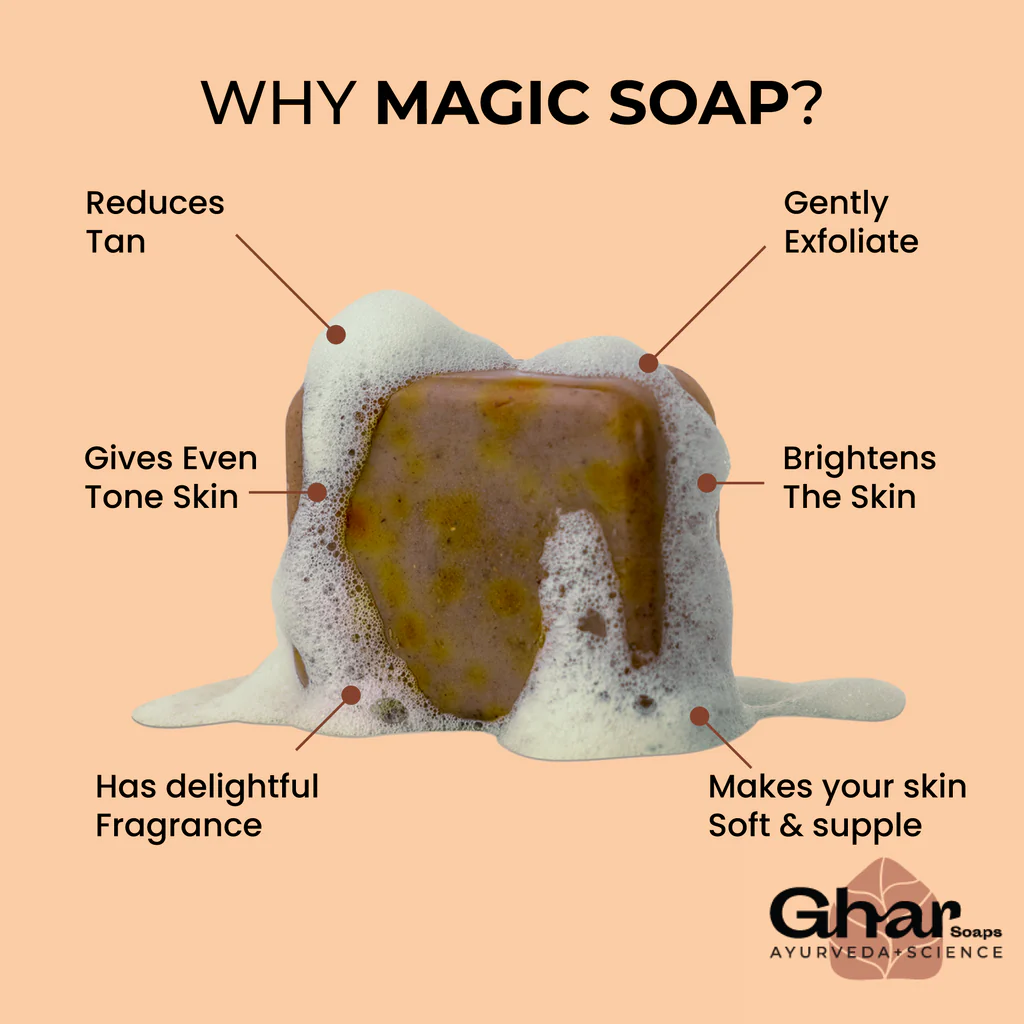 WHY MAGIC SOAP?
Reduces
Tan
Gently
Exfoliate
Gives Even
Tone Skin
Brightens
The Skin
Has delightful
Fragrance
Makes your skin
Soft & supple
Ghar
Soaps
AYURVEDA+SCIENCE